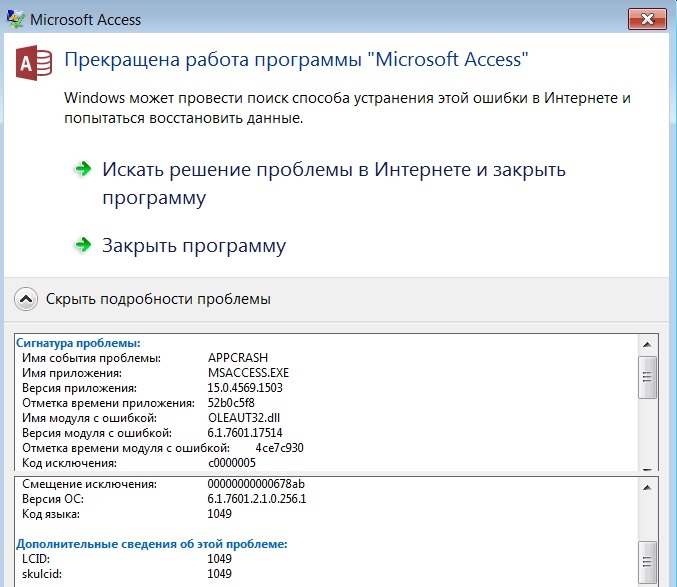 Microsoft Access
Прекращена работа программы "Microsoft Access"
Windows может провести поиск способа устранения этой ошибки в Интернете и
попытаться восстановить данные.
Искать решение проблемы в Интернете и закрыть
программу
Закрыть программу
Скрыть подробности проблемы
Сигнатура проблемы:
Имя события проблемы: APPCRASH
Имя приложения: MSACCESS.EXE
Версия приложения: 15.0.4569.1503
Отметка времени приложения: 52b0c5f8
Имя модуля с ошибкой: OLEAUT32.dll
Версия модуля с ошибкой: 6.1.7601.17514
Отметка времени модуля с ошибкой: 4ce7c930
Код исключения: c0000005
Смещение исключения: 00000000000678ab
Версия ОС: 6.1.7601.2.1.0.256.1
Код языка: 1049
Дополнительные сведения об этой проблеме:
LCID: 1049
skulcid: 1049